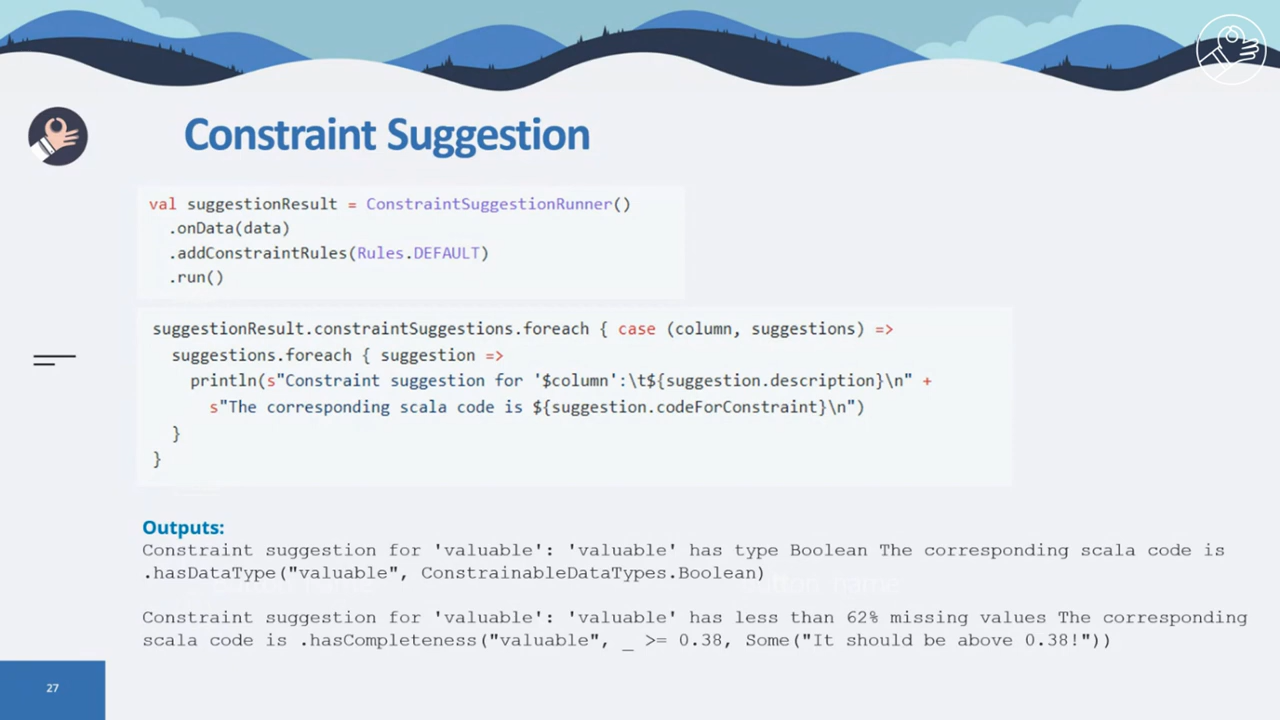 Constraint Suggestion
val suggestionResult = ConstraintSuggestionRunner()
.onData(data)
.addConstraintRules(Rules.DEFAULT)
.run()
suggestionResult.constraintSuggestions.foreach { case (column, suggestions) =>
suggestions.foreach { suggestion =>
println(s"Constraint suggestion for '$column':\t${suggestion.description}\n" +
s"The corresponding scala code is ${suggestion.codeForConstraint}\n")
}
}
Outputs:
Constraint suggestion for 'valuable': 'valuable' has type Boolean The corresponding scala code is
.hasDataType("valuable", ConstrainableDataTypes.Boolean)
Constraint suggestion for 'valuable': 'valuable' has less than 62% missing values The corresponding
scala code is .hasCompleteness("valuable", _ >= 0.38, Some("It should be above 0.38!"))
27